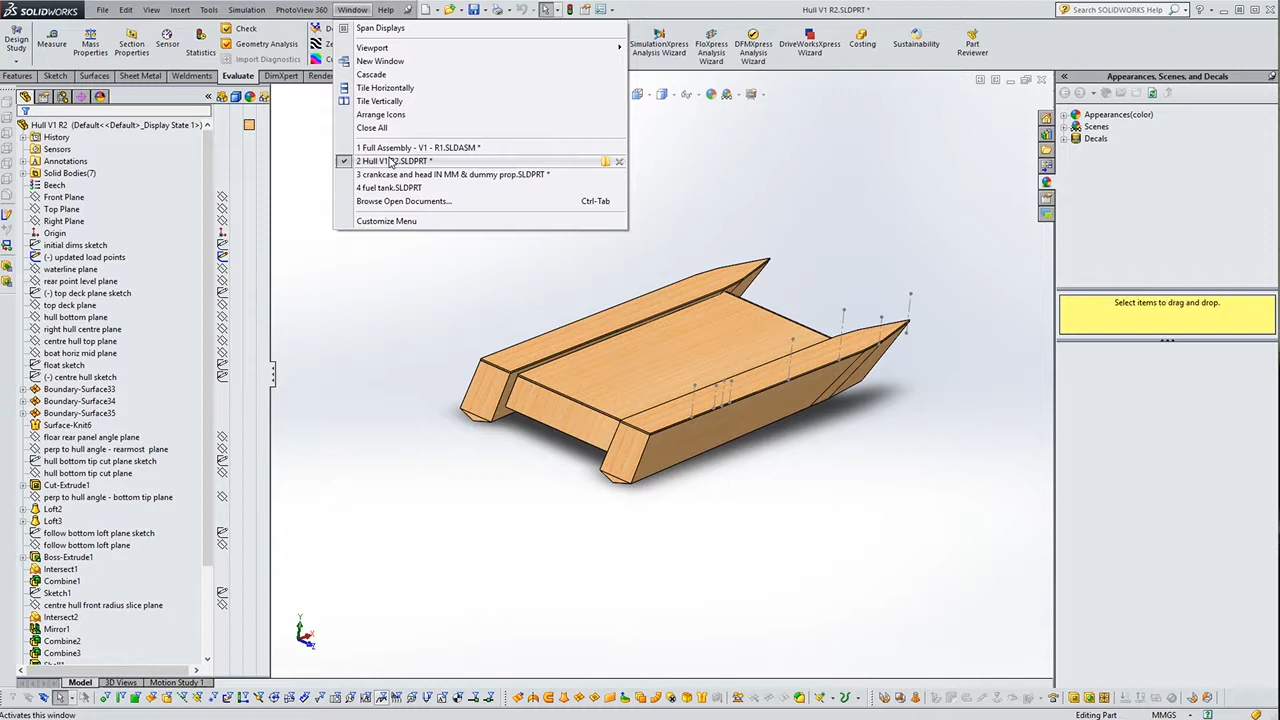 SOLIDWORKS
File Edit View Insert Tools Simulation PhotoView 360 Window Help
Hull V1 R2.SLDPRT *
Search SOLIDWORKS Help
Design Study
Measure
Mass Properties
Section Properties
Sensor
Statistics
Check
Geometry Analysis
Import Diagnostics
SimulationXpress Analysis Wizard
FloXpress Analysis Wizard
DFMXpress Analysis Wizard
DriveWorksXpress Wizard
Costing
Sustainability
Part Reviewer
Features Sketch Surfaces Sheet Metal Weldments Evaluate DimXpert Render
Span Displays
Viewport
New Window
Cascade
Tile Horizontally
Tile Vertically
Arrange Icons
Close All
1 Full Assembly - V1 - R1.SLDASM *
2 Hull V1 R2.SLDPRT *
3 crankcase and head IN MM & dummy prop.SLDPRT *
4 fuel tank.SLDPRT
Browse Open Documents... Ctrl-Tab
Customize Menu
Hull V1 R2 (Default<<Default>_Display State 1>)
History
Sensors
Annotations
Solid Bodies(7)
Beech
Front Plane
Top Plane
Right Plane
Origin
initial dims sketch
(-) updated load points
waterline plane
rear point level plane
(-) top deck plane sketch
top deck plane
hull bottom plane
right hull centre plane
centre hull top plane
boat horiz mid plane
float sketch
(-) centre hull sketch
Boundary-Surface33
Boundary-Surface34
Boundary-Surface35
Surface-Knit6
floar rear panel angle plane
perp to hull angle - rearmost plane
hull bottom tip cut plane sketch
hull bottom tip cut plane
Cut-Extrude1
perp to hull angle - bottom tip plane
Loft2
Loft3
follow bottom loft plane sketch
follow bottom loft plane
Boss-Extrude1
Intersect1
Combine1
Sketch1
centre hull front radius slice plane
Intersect2
Mirror1
Combine2
Combine3
Shell1
Appearances, Scenes, and Decals
Appearances(color)
Scenes
Decals
Select items to drag and drop.
Y
X
Z
Model 3D Views Motion Study 1
Activates this window
Editing Part MMGS